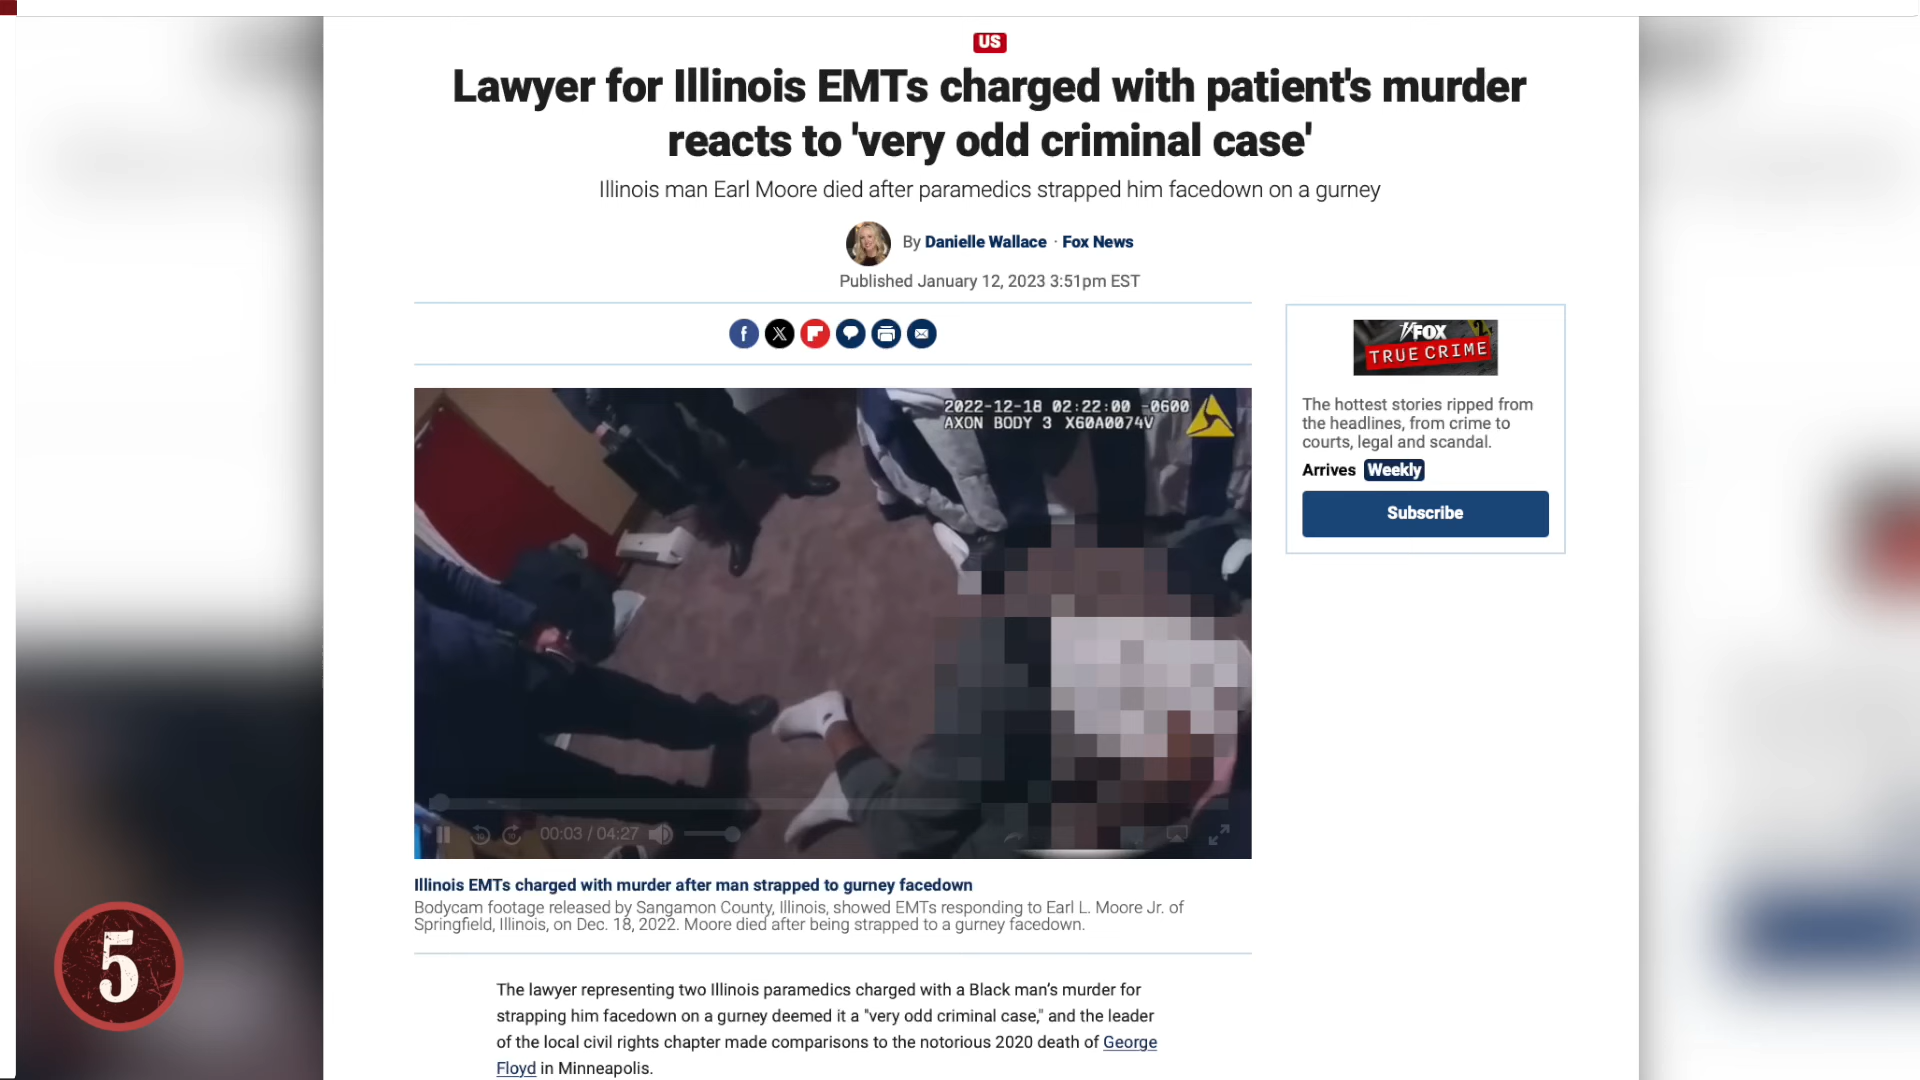 US
Lawyer for Illinois EMTs charged with patient's murder
reacts to 'very odd criminal case'
Illinois man Earl Moore died after paramedics strapped him facedown on a gurney
By Danielle Wallace · Fox News
Published January 12, 2023 3:51pm EST
FOX
TRUE CRIME
The hottest stories ripped from
the headlines, from crime to
courts, legal and scandal.
Arrives Weekly
Subscribe
2022-12-18 02:22:00 -0600
AXON BODY 3 X60A0074V
10 10 00:03 / 04:27
Illinois EMTs charged with murder after man strapped to gurney facedown
Bodycam footage released by Sangamon County, Illinois, showed EMTs responding to Earl L. Moore Jr. of
Springfield, Illinois, on Dec. 18, 2022. Moore died after being strapped to a gurney facedown.
The lawyer representing two Illinois paramedics charged with a Black man's murder for
strapping him facedown on a gurney deemed it a "very odd criminal case," and the leader
of the local civil rights chapter made comparisons to the notorious 2020 death of George
Floyd in Minneapolis.
5